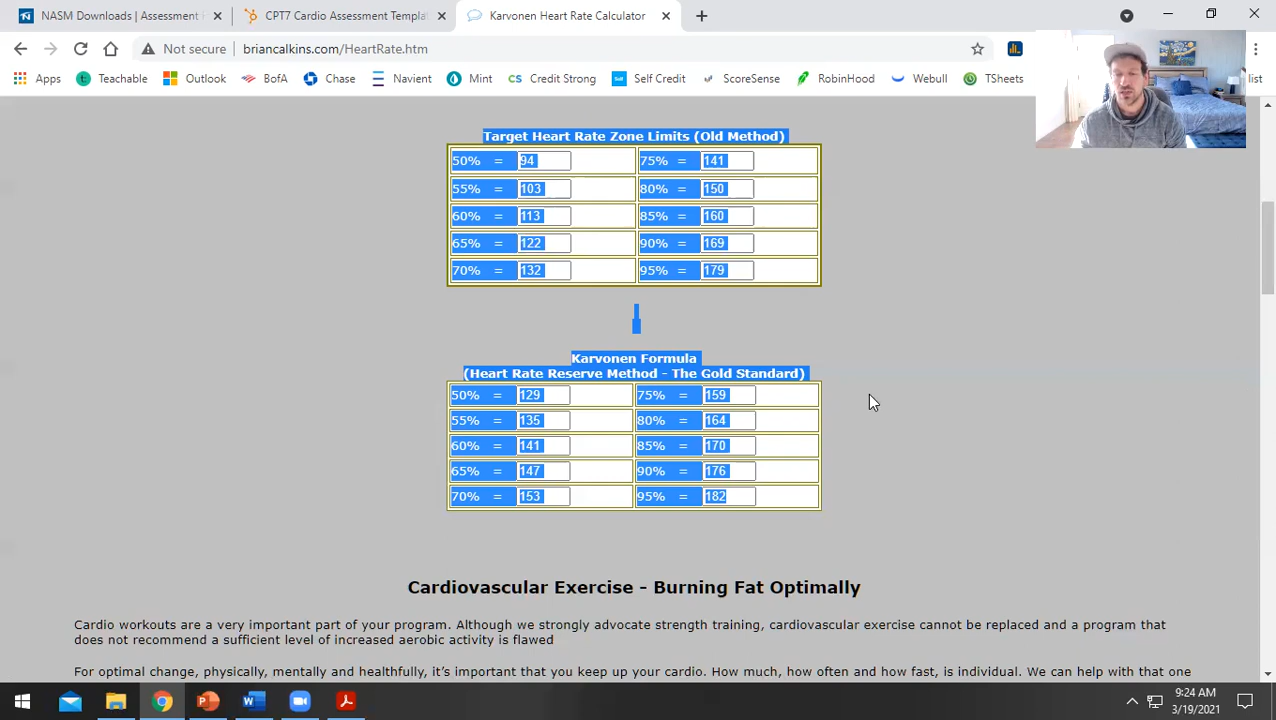 NASM Downloads | Assessment F
CPT7 Cardio Assessment Templat
Karvonen Heart Rate Calculator
Not secure
briancalkins.com/HeartRate.htm
Apps
Teachable
Outlook
BofA
Chase
Navient
Mint
CS Credit Strong
Self Self Credit
ScoreSense
RobinHood
Webull
TSheets
list
Target Heart Rate Zone Limits (Old Method)
50% = 94 75% = 141
55% = 103 80% = 150
60% = 113 85% = 160
65% = 122 90% = 169
70% = 132 95% = 179
Karvonen Formula
(Heart Rate Reserve Method - The Gold Standard)
50% = 129 75% = 159
55% = 135 80% = 164
60% = 141 85% = 170
65% = 147 90% = 176
70% = 153 95% = 182
Cardiovascular Exercise - Burning Fat Optimally
Cardio workouts are a very important part of your program. Although we strongly advocate strength training, cardiovascular exercise cannot be replaced and a program that
does not recommend a sufficient level of increased aerobic activity is flawed
For optimal change, physically, mentally and healthfully, it's important that you keep up your cardio. How much, how often and how fast, is individual. We can help with that one
9:24 AM
3/19/2021